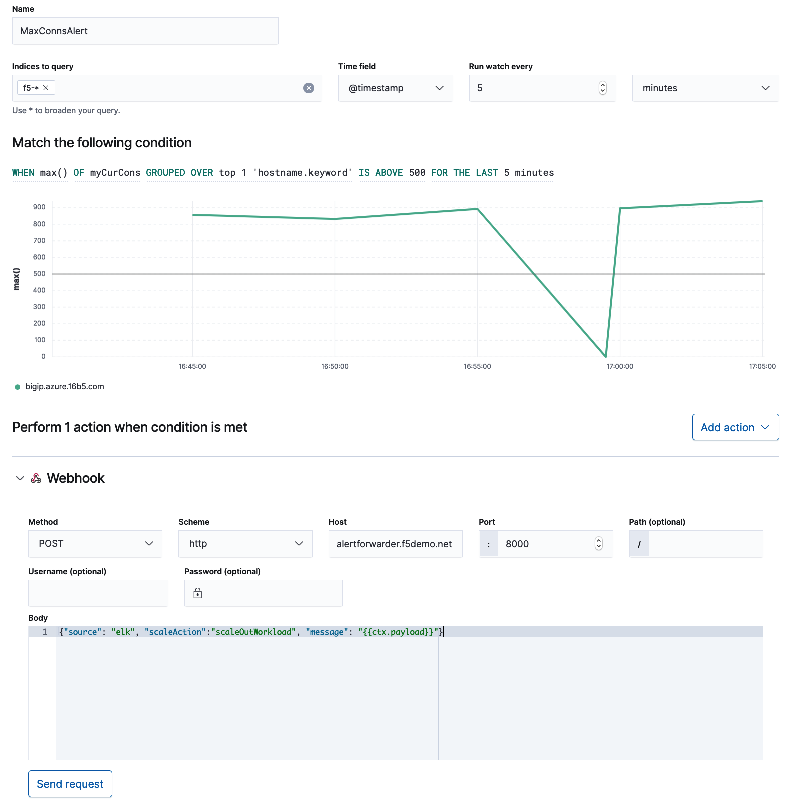 Name
MaxConnsAlert
Indices to query Time field Run watch every
f5-* × @timestamp 5 minutes
Use * to broaden your query.
Match the following condition
WHEN max() OF myCurCons GROUPED OVER top 1 'hostname.keyword' IS ABOVE 500 FOR THE LAST 5 minutes
900
800
700
600
500
400
300
200
100
0
max()
16:45:00 16:50:00 16:55:00 17:00:00 17:05:00
bigip.azure.16b5.com
Perform 1 action when condition is met Add action
Webhook
Method Scheme Host Port Path (optional)
POST http alertforwarder.f5demo.net : 8000 /
Username (optional) Password (optional)
Body
1 {"source": "elk", "scaleAction":"scaleOutWorkload", "message": "{{ctx.payload}}"}
Send request